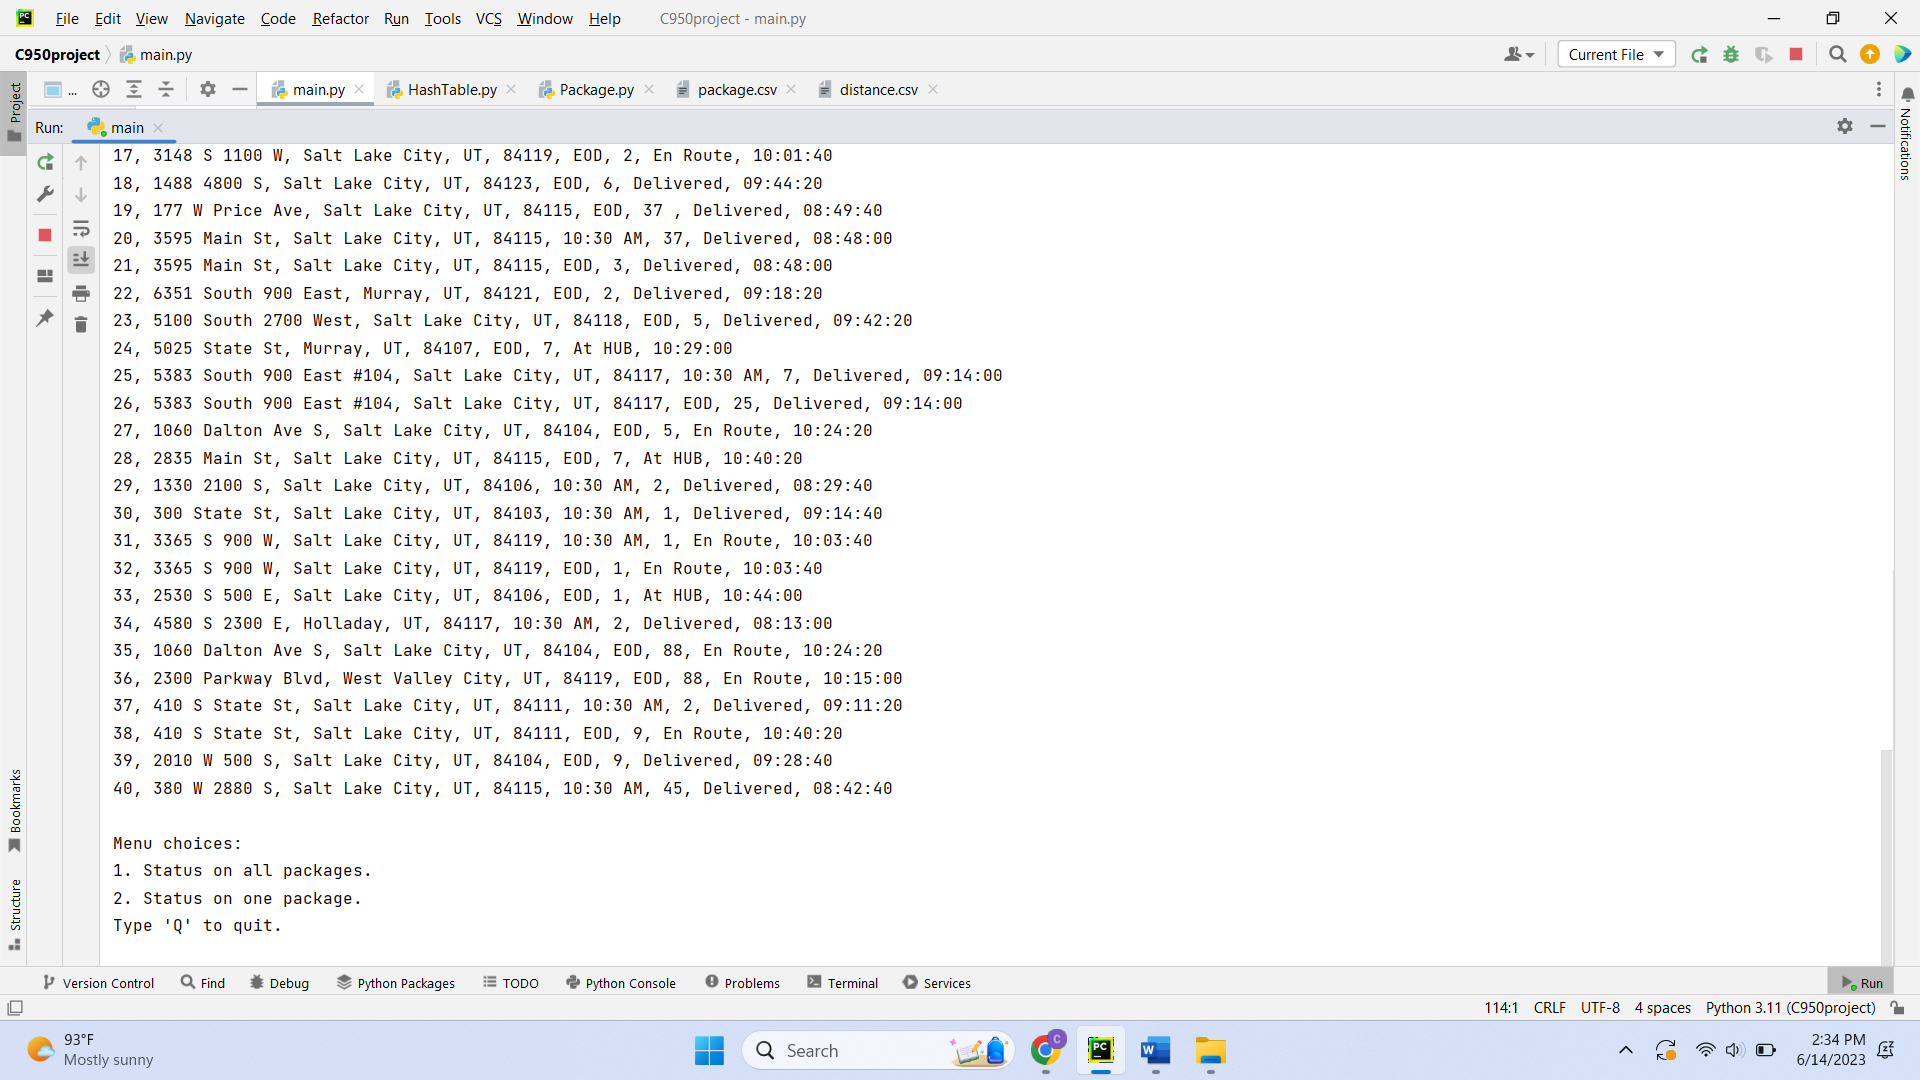 PC
File Edit View Navigate Code Refactor Run Tools VCS Window Help C950project - main.py
C950project main.py Current File
Project ... main.py HashTable.py Package.py package.csv distance.csv
Notifications
Run: main
17, 3148 S 1100 W, Salt Lake City, UT, 84119, EOD, 2, En Route, 10:01:40
18, 1488 4800 S, Salt Lake City, UT, 84123, EOD, 6, Delivered, 09:44:20
19, 177 W Price Ave, Salt Lake City, UT, 84115, EOD, 37 , Delivered, 08:49:40
20, 3595 Main St, Salt Lake City, UT, 84115, 10:30 AM, 37, Delivered, 08:48:00
21, 3595 Main St, Salt Lake City, UT, 84115, EOD, 3, Delivered, 08:48:00
22, 6351 South 900 East, Murray, UT, 84121, EOD, 2, Delivered, 09:18:20
23, 5100 South 2700 West, Salt Lake City, UT, 84118, EOD, 5, Delivered, 09:42:20
24, 5025 State St, Murray, UT, 84107, EOD, 7, At HUB, 10:29:00
25, 5383 South 900 East #104, Salt Lake City, UT, 84117, 10:30 AM, 7, Delivered, 09:14:00
26, 5383 South 900 East #104, Salt Lake City, UT, 84117, EOD, 25, Delivered, 09:14:00
27, 1060 Dalton Ave S, Salt Lake City, UT, 84104, EOD, 5, En Route, 10:24:20
28, 2835 Main St, Salt Lake City, UT, 84115, EOD, 7, At HUB, 10:40:20
29, 1330 2100 S, Salt Lake City, UT, 84106, 10:30 AM, 2, Delivered, 08:29:40
30, 300 State St, Salt Lake City, UT, 84103, 10:30 AM, 1, Delivered, 09:14:40
31, 3365 S 900 W, Salt Lake City, UT, 84119, 10:30 AM, 1, En Route, 10:03:40
32, 3365 S 900 W, Salt Lake City, UT, 84119, EOD, 1, En Route, 10:03:40
33, 2530 S 500 E, Salt Lake City, UT, 84106, EOD, 1, At HUB, 10:44:00
34, 4580 S 2300 E, Holladay, UT, 84117, 10:30 AM, 2, Delivered, 08:13:00
35, 1060 Dalton Ave S, Salt Lake City, UT, 84104, EOD, 88, En Route, 10:24:20
36, 2300 Parkway Blvd, West Valley City, UT, 84119, EOD, 88, En Route, 10:15:00
37, 410 S State St, Salt Lake City, UT, 84111, 10:30 AM, 2, Delivered, 09:11:20
38, 410 S State St, Salt Lake City, UT, 84111, EOD, 9, En Route, 10:40:20
39, 2010 W 500 S, Salt Lake City, UT, 84104, EOD, 9, Delivered, 09:28:40
40, 380 W 2880 S, Salt Lake City, UT, 84115, 10:30 AM, 45, Delivered, 08:42:40
Menu choices:
1. Status on all packages.
2. Status on one package.
Type 'Q' to quit.
Bookmarks
Structure
Version Control Find Debug Python Packages TODO Python Console Problems Terminal Services Run
114:1 CRLF UTF-8 4 spaces Python 3.11 (C950project)
93°F
Mostly sunny
Search
C
PC
W
2:34 PM
6/14/2023